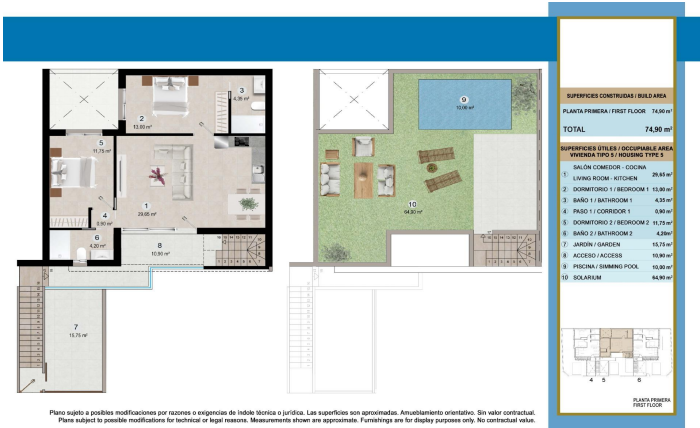 3
4,35 m²
2
13,00 m²
5
11,75 m²
1
29,65 m²
4
0,90 m²
6
4,20 m²
8
10,90 m²
7
15,75 m²
9
10,00 m²
10
64,90 m²
SUPERFICIES CONSTRUIDAS / BUILD AREA
PLANTA PRIMERA / FIRST FLOOR 74,90 m²
TOTAL 74,90 m²
SUPERFICIES ÚTILES / OCCUPIABLE AREA
VIVIENDA TIPO 5 / HOUSING TYPE 5
1 SALÓN COMEDOR - COCINA
LIVING ROOM - KITCHEN 29,65 m²
2 DORMITORIO 1 / BEDROOM 1 13,00 m²
3 BAÑO 1 / BATHROOM 1 4,35 m²
4 PASO 1 / CORRIDOR 1 0,90 m²
5 DORMITORIO 2 / BEDROOM 2 11,75 m²
6 BAÑO 2 / BATHROOM 2 4,20m²
7 JARDÍN / GARDEN 15,75 m²
8 ACCESO / ACCESS 10,90 m²
9 PISCINA / SIMMING POOL 10,00 m²
10 SOLARIUM 64,90 m²
4 5 6
PLANTA PRIMERA
FIRST FLOOR
Plano sujeto a posibles modificaciones por razones o exigencias de índole técnica o jurídica. Las superficies son aproximadas. Amueblamiento orientativo. Sin valor contractual.
Plans subject to possible modifications for technical or legal reasons. Measurements shown are approximate. Furnishings are for display purposes only. No contractual value.